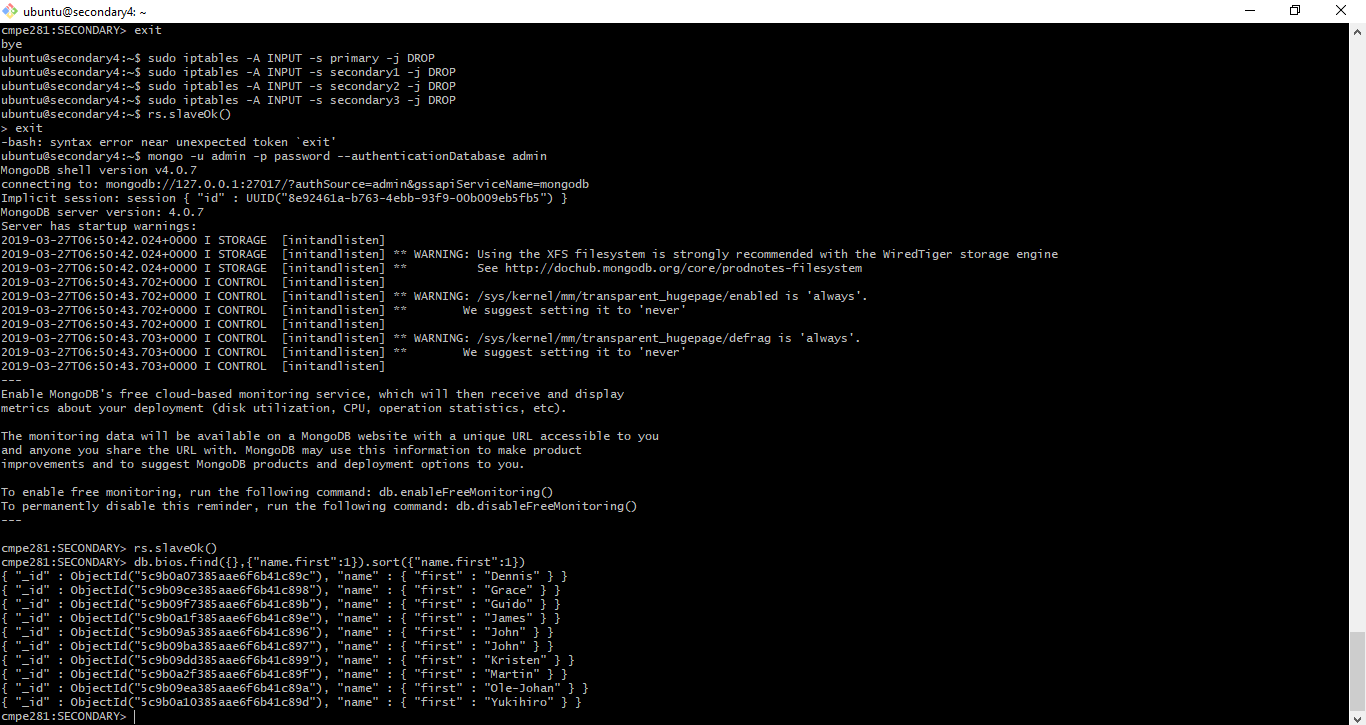 ubuntu@secondary4: ~
cmpe281:SECONDARY> exit
bye
ubuntu@secondary4:~$ sudo iptables -A INPUT -s primary -j DROP
ubuntu@secondary4:~$ sudo iptables -A INPUT -s secondary1 -j DROP
ubuntu@secondary4:~$ sudo iptables -A INPUT -s secondary2 -j DROP
ubuntu@secondary4:~$ sudo iptables -A INPUT -s secondary3 -j DROP
ubuntu@secondary4:~$ rs.slaveOk()
> exit
-bash: syntax error near unexpected token `exit'
ubuntu@secondary4:~$ mongo -u admin -p password --authenticationDatabase admin
MongoDB shell version v4.0.7
connecting to: mongodb://127.0.0.1:27017/?authSource=admin&gssapiServiceName=mongodb
Implicit session: session { "id" : UUID("8e92461a-b763-4ebb-93f9-00b009eb5fb5") }
MongoDB server version: 4.0.7
Server has startup warnings:
2019-03-27T06:50:42.024+0000 I STORAGE  [initandlisten]
2019-03-27T06:50:42.024+0000 I STORAGE  [initandlisten] ** WARNING: Using the XFS filesystem is strongly recommended with the WiredTiger storage engine
2019-03-27T06:50:42.024+0000 I STORAGE  [initandlisten] **          See http://dochub.mongodb.org/core/prodnotes-filesystem
2019-03-27T06:50:43.702+0000 I CONTROL  [initandlisten]
2019-03-27T06:50:43.702+0000 I CONTROL  [initandlisten] ** WARNING: /sys/kernel/mm/transparent_hugepage/enabled is 'always'.
2019-03-27T06:50:43.702+0000 I CONTROL  [initandlisten] **        We suggest setting it to 'never'
2019-03-27T06:50:43.702+0000 I CONTROL  [initandlisten]
2019-03-27T06:50:43.703+0000 I CONTROL  [initandlisten] ** WARNING: /sys/kernel/mm/transparent_hugepage/defrag is 'always'.
2019-03-27T06:50:43.703+0000 I CONTROL  [initandlisten] **        We suggest setting it to 'never'
2019-03-27T06:50:43.703+0000 I CONTROL  [initandlisten]
---
Enable MongoDB's free cloud-based monitoring service, which will then receive and display
metrics about your deployment (disk utilization, CPU, operation statistics, etc).
The monitoring data will be available on a MongoDB website with a unique URL accessible to you
and anyone you share the URL with. MongoDB may use this information to make product
improvements and to suggest MongoDB products and deployment options to you.
To enable free monitoring, run the following command: db.enableFreeMonitoring()
To permanently disable this reminder, run the following command: db.disableFreeMonitoring()
---
cmpe281:SECONDARY> rs.slaveOk()
cmpe281:SECONDARY> db.bios.find({},{"name.first":1}).sort({"name.first":1})
{ "_id" : ObjectId("5c9b0a07385aae6f6b41c89c"), "name" : { "first" : "Dennis" } }
{ "_id" : ObjectId("5c9b09ce385aae6f6b41c898"), "name" : { "first" : "Grace" } }
{ "_id" : ObjectId("5c9b09f7385aae6f6b41c89b"), "name" : { "first" : "Guido" } }
{ "_id" : ObjectId("5c9b0a1f385aae6f6b41c89e"), "name" : { "first" : "James" } }
{ "_id" : ObjectId("5c9b09a5385aae6f6b41c896"), "name" : { "first" : "John" } }
{ "_id" : ObjectId("5c9b09ba385aae6f6b41c897"), "name" : { "first" : "John" } }
{ "_id" : ObjectId("5c9b09dd385aae6f6b41c899"), "name" : { "first" : "Kristen" } }
{ "_id" : ObjectId("5c9b0a2f385aae6f6b41c89f"), "name" : { "first" : "Martin" } }
{ "_id" : ObjectId("5c9b09ea385aae6f6b41c89a"), "name" : { "first" : "Ole-Johan" } }
{ "_id" : ObjectId("5c9b0a10385aae6f6b41c89d"), "name" : { "first" : "Yukihiro" } }
cmpe281:SECONDARY>